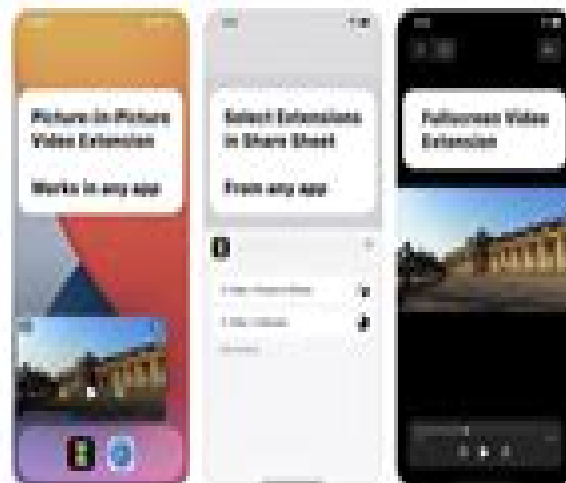 Picture in Picture
Video Extension
Works in any app
Select Extensions
in Share Sheet
From any app
Fullscreen Video
Extension